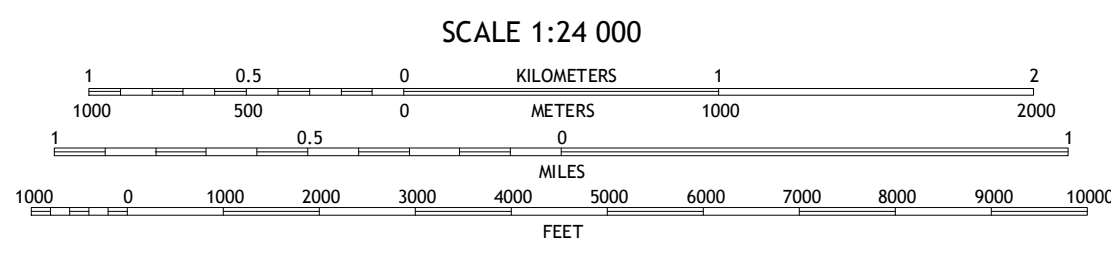 SCALE 1:24 000
1 0.5 0 KILOMETERS 1 2
1000 500 0 METERS 1000 2000
1 0.5 0 1
MILES
1000 0 1000 2000 3000 4000 5000 6000 7000 8000 9000 10000
FEET